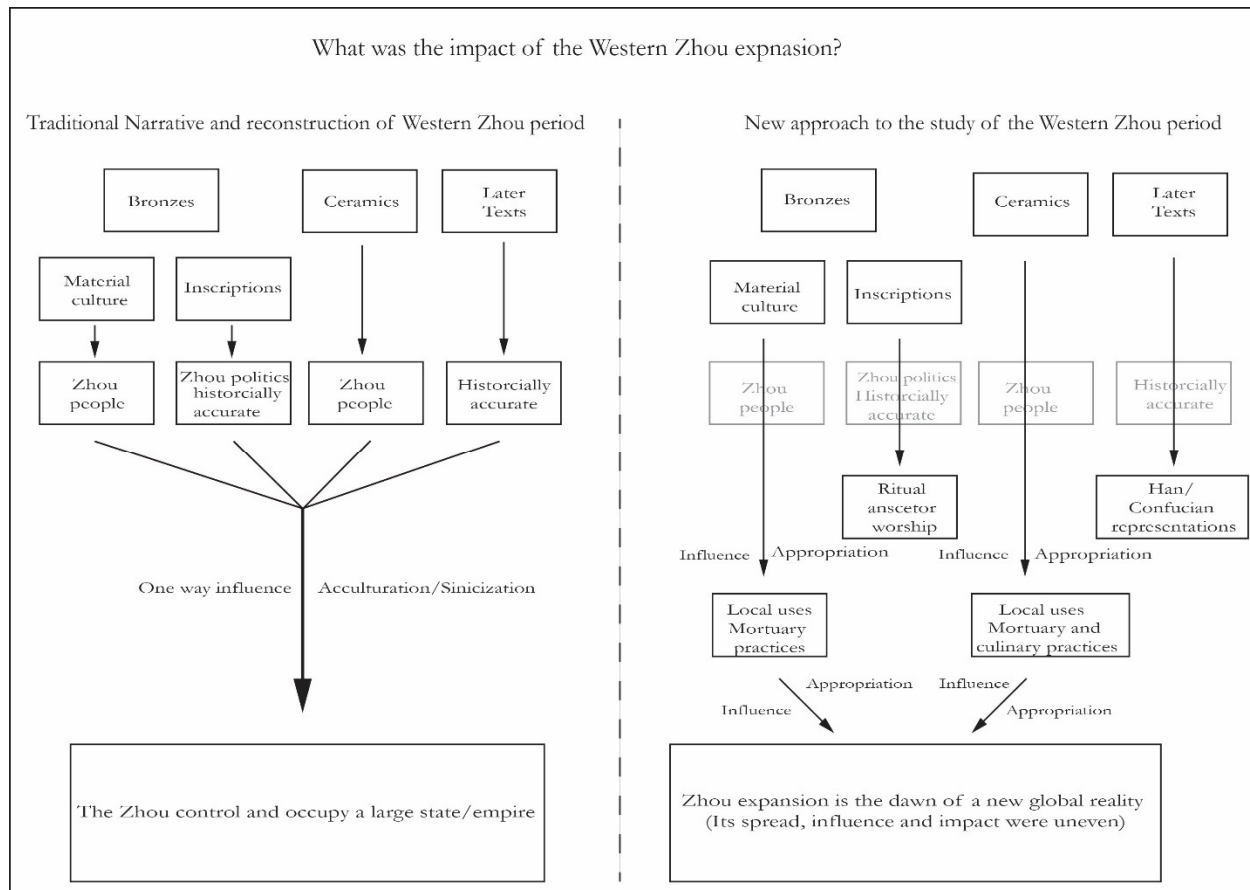 What was the impact of the Western Zhou expnasion?
Traditional Narrative and reconstruction of Western Zhou period
Bronzes
Ceramics
Later
Texts
Material
culture
Inscriptions
Zhou
people
Zhou politics
historcially
accurate
Zhou
people
Historcially
accurate
One way influence
Acculturation/Sinicization
The Zhou control and occupy a large state/empire
New approach to the study of the Western Zhou period
Bronzes
Ceramics
Later
Texts
Material
culture
Inscriptions
Zhou
people
Zhou politics
Historcially
accurate
Zhou
people
Historcially
accurate
Ritual
anscetor
worship
Han/
Confucian
representations
Influence
Appropriation
Influence
Appropriation
Local uses
Mortuary
practices
Local uses
Mortuary and
culinary practices
Appropriation
Influence
Influence
Appropriation
Zhou expansion is the dawn of a new global reality
(Its spread, influence and impact were uneven)